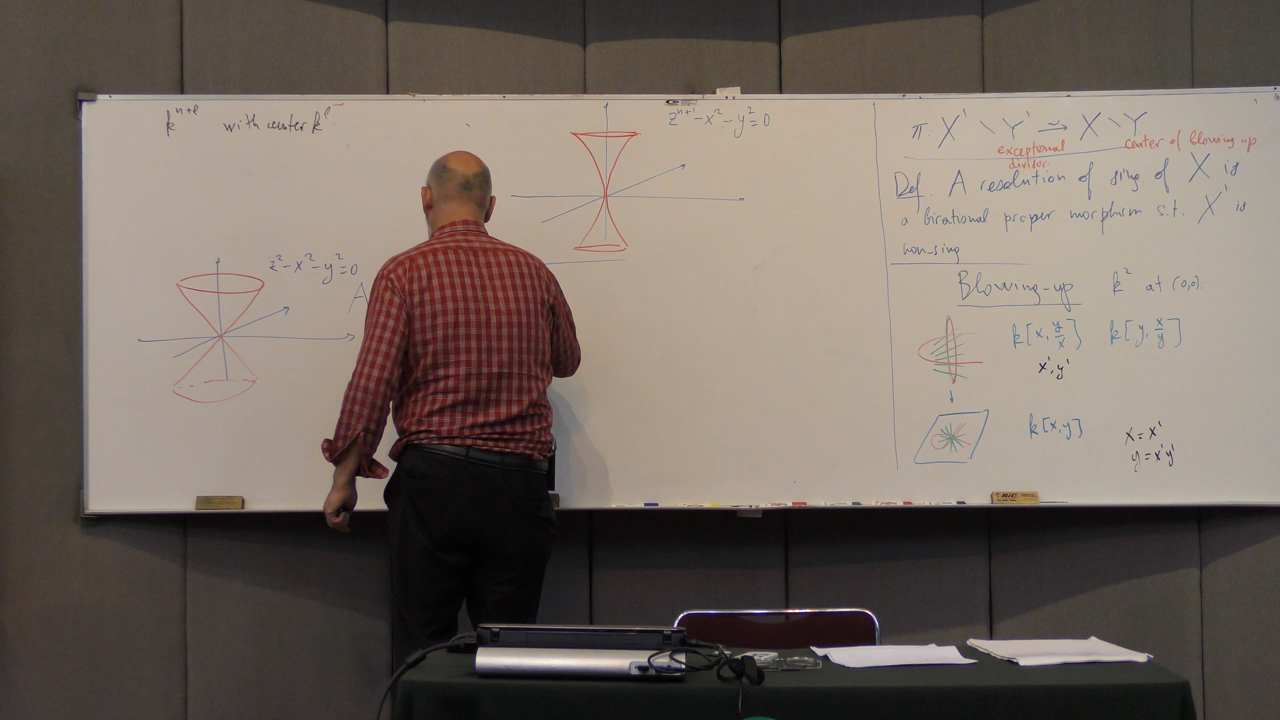 k^{n+ℓ} with center k^ℓ
z^2-x^2-y^2=0
A
z^{n+1}-x^2-y^2=0
π: X' \ Y' ⥲ X \ Y
exceptional divisor
center of blowing up
Def. A resolution of sing of X is
a birational proper morphism s.t. X' is
non-sing
Blowing-up k^2 at (0,0).
k[x, y/x] k[y, x/y]
x', y'
k[x,y]
x = x'
y = x'y'
BIC